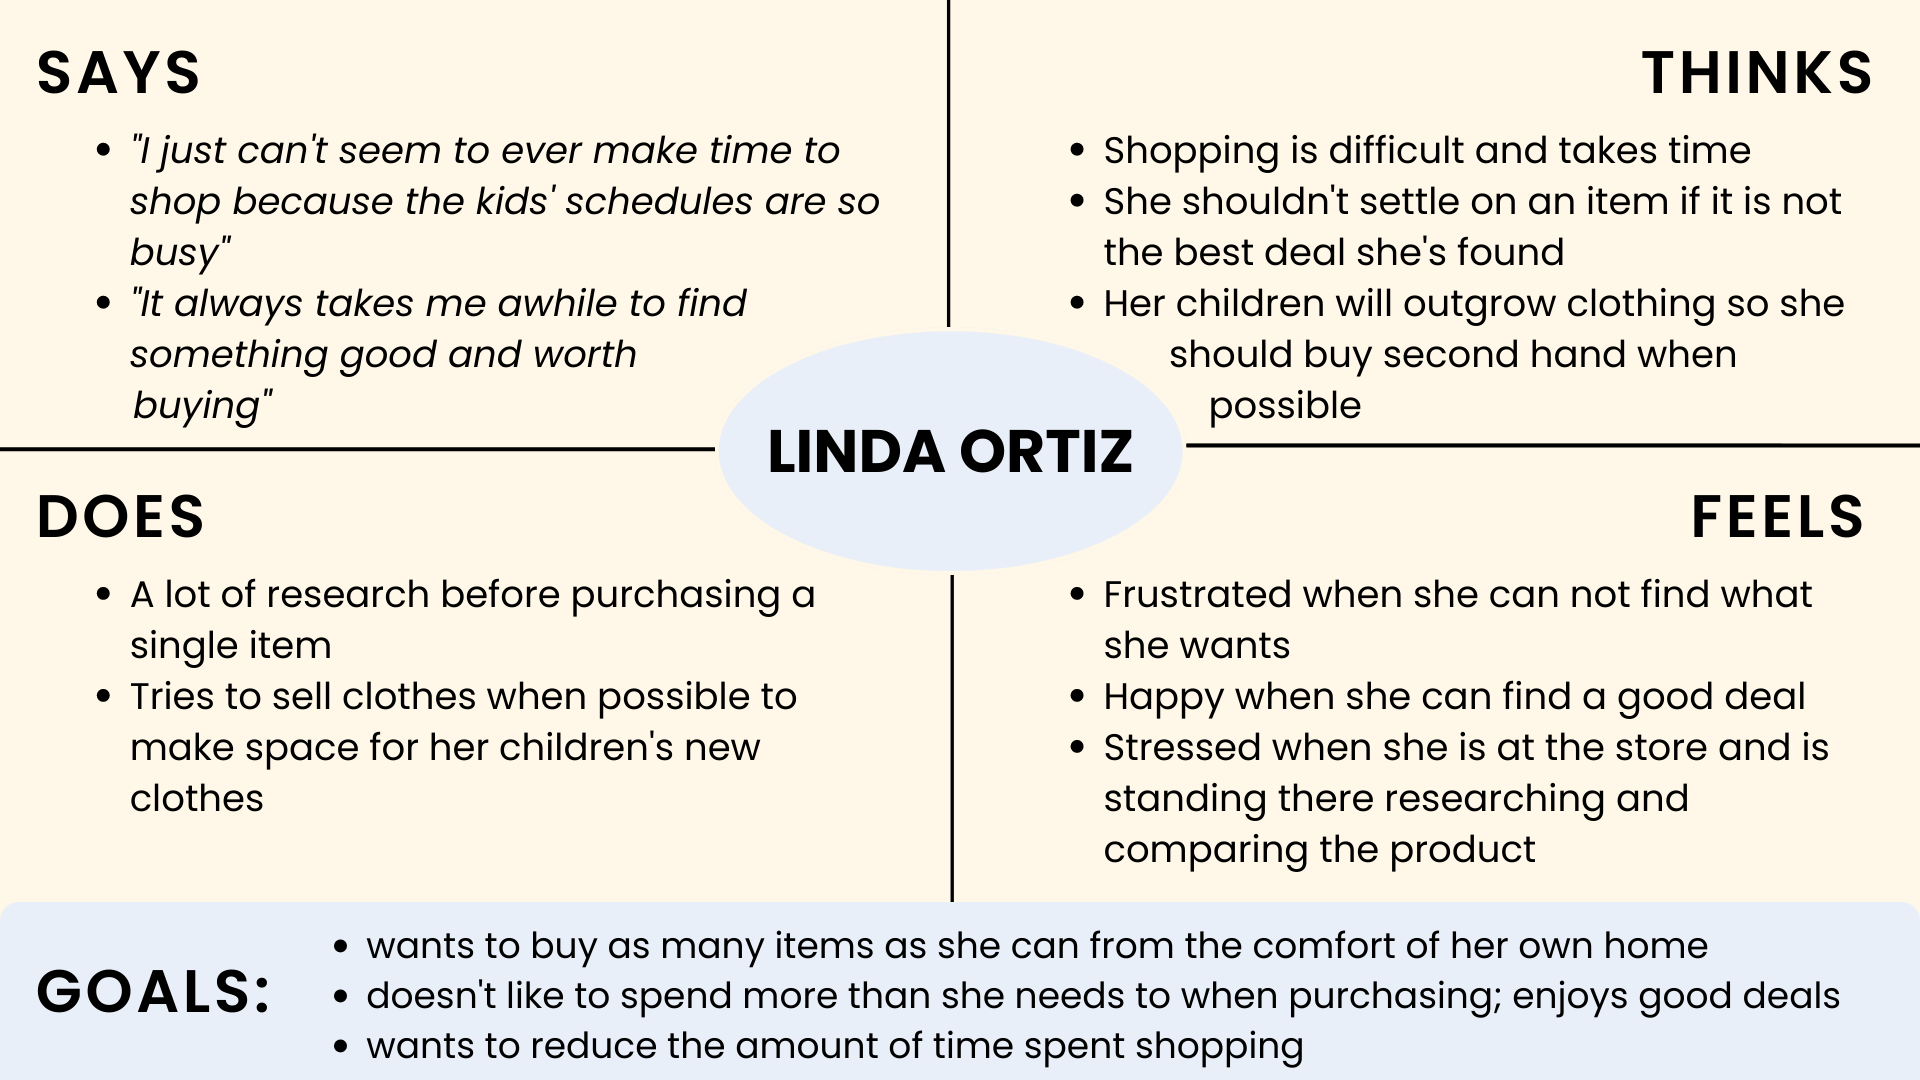 SAYS
• "I just can't seem to ever make time to
shop because the kids' schedules are so
busy"
• "It always takes me awhile to find
something good and worth
buying"
THINKS
• Shopping is difficult and takes time
• She shouldn't settle on an item if it is not
the best deal she's found
• Her children will outgrow clothing so she
should buy second hand when
possible
LINDA ORTIZ
DOES
• A lot of research before purchasing a
single item
• Tries to sell clothes when possible to
make space for her children's new
clothes
FEELS
• Frustrated when she can not find what
she wants
• Happy when she can find a good deal
• Stressed when she is at the store and is
standing there researching and
comparing the product
GOALS:
• wants to buy as many items as she can from the comfort of her own home
• doesn't like to spend more than she needs to when purchasing; enjoys good deals
• wants to reduce the amount of time spent shopping